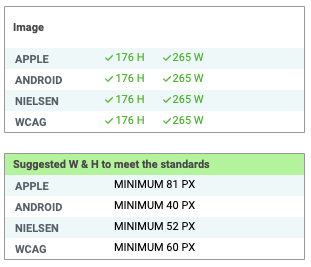 Image
APPLE ✓176 H ✓265 W
ANDROID ✓176 H ✓265 W
NIELSEN ✓176 H ✓265 W
WCAG ✓176 H ✓265 W
Suggested W & H to meet the standards
APPLE MINIMUM 81 PX
ANDROID MINIMUM 40 PX
NIELSEN MINIMUM 52 PX
WCAG MINIMUM 60 PX